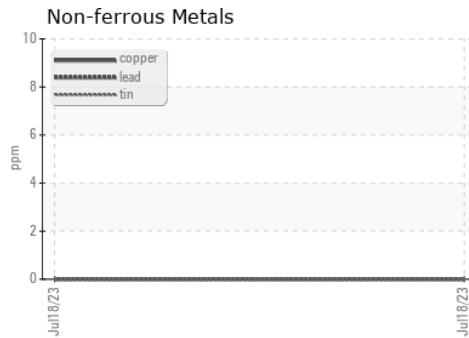 Non-ferrous Metals
10
8
6
4
2
0
ppm
copper
lead
tin
Jul18/23
Jul18/23